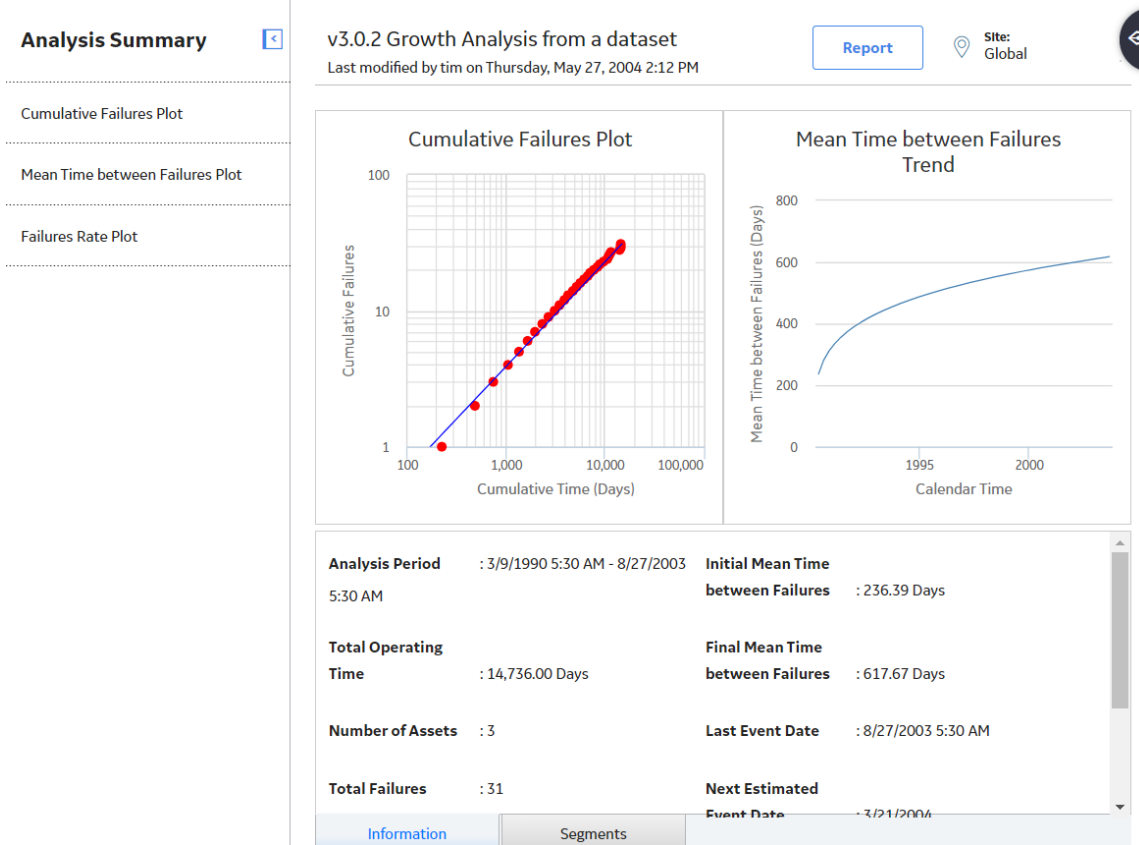 Analysis Summary
Cumulative Failures Plot
Mean Time between Failures Plot
Failures Rate Plot
v3.0.2 Growth Analysis from a dataset
Last modified by tim on Thursday, May 27, 2004 2:12 PM
Report
Site:
Global
Cumulative Failures Plot
100
10
1
Cumulative Failures
100 1,000 10,000 100,000
Cumulative Time (Days)
Mean Time between Failures
Trend
800
600
400
200
0
Mean Time between Failures (Days)
1995 2000
Calendar Time
Analysis Period : 3/9/1990 5:30 AM - 8/27/2003
5:30 AM
Initial Mean Time
between Failures : 236.39 Days
Total Operating
Time : 14,736.00 Days
Final Mean Time
between Failures : 617.67 Days
Number of Assets : 3
Last Event Date : 8/27/2003 5:30 AM
Total Failures : 31
Next Estimated
Event Date : 3/21/2004
Information
Segments